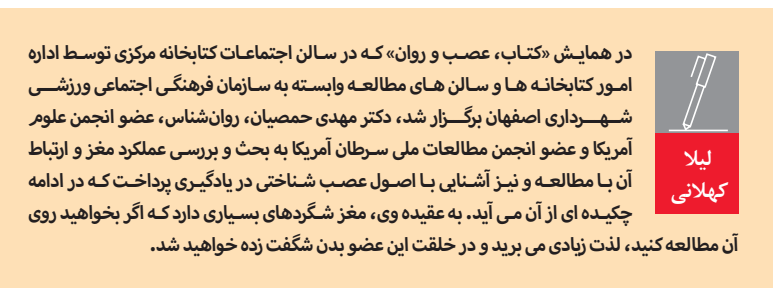 لیلا
کهلانی
در همایش «کتاب، عصب و روان» که در سالن اجتماعات کتابخانه مرکزی توسط اداره
امور کتابخانه ها و سالن های مطالعه وابسته به سازمان فرهنگی اجتماعی ورزشی
شهرداری اصفهان برگزار شد، دکتر مهدی حمصیان، روان‌شناس، عضو انجمن علوم
آمریکا و عضو انجمن مطالعات ملی سرطان آمریکا به بحث و بررسی عملکرد مغز و ارتباط
آن با مطالعه و نیز آشنایی با اصول عصب شناختی در یادگیری پرداخت که در ادامه
چکیده ای از آن می آید. به عقیده وی، مغز شگردهای بسیاری دارد که اگر بخواهید روی
آن مطالعه کنید، لذت زیادی می برید و در خلقت این عضو بدن شگفت زده خواهید شد.